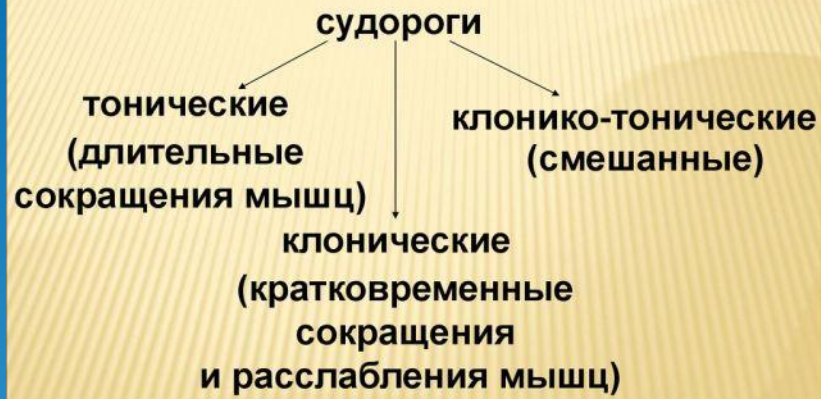 судороги
тонические
(длительные
сокращения мышц)
клонико-тонические
(смешанные)
клонические
(кратковременные
сокращения
и расслабления мышц)